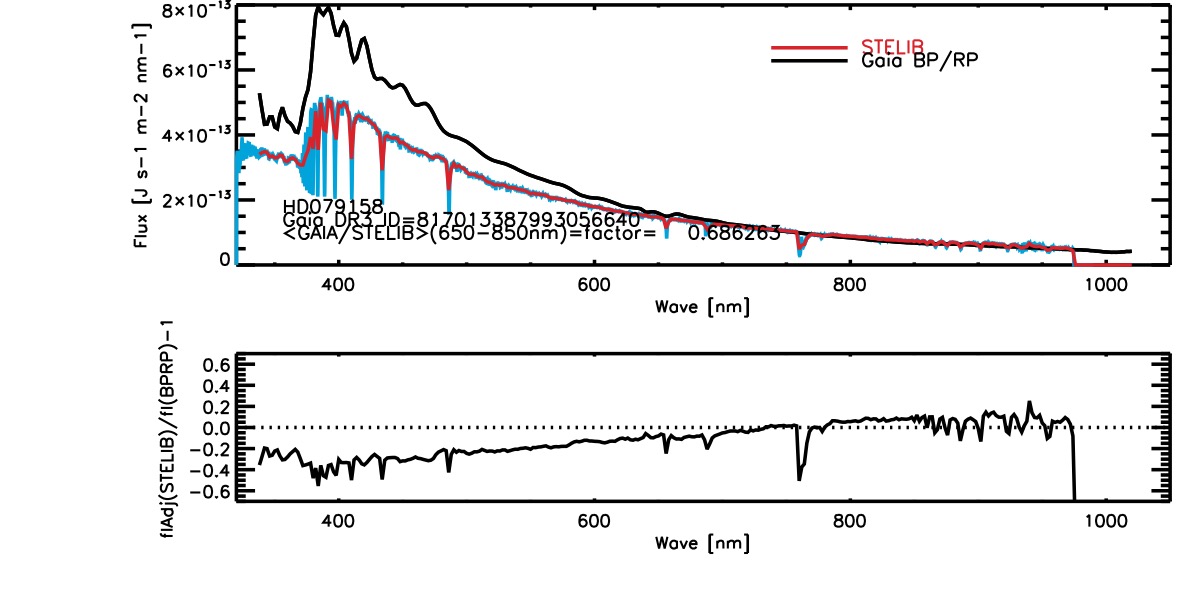 8×10−13
6×10−13
4×10−13
2×10−13
0
Flux [J s−1 m−2 nm−1]
STELIB
Gaia BP/RP
HD079158
Gaia DR3 ID=817013387993056640
<GAIA/STELIB>(650−850nm)=factor= 0.686263
400 600 800 1000
Wave [nm]
flAdj(STELIB)/fl(BPRP)−1
0.6
0.4
0.2
0.0
−0.2
−0.4
−0.6
400 600 800 1000
Wave [nm]